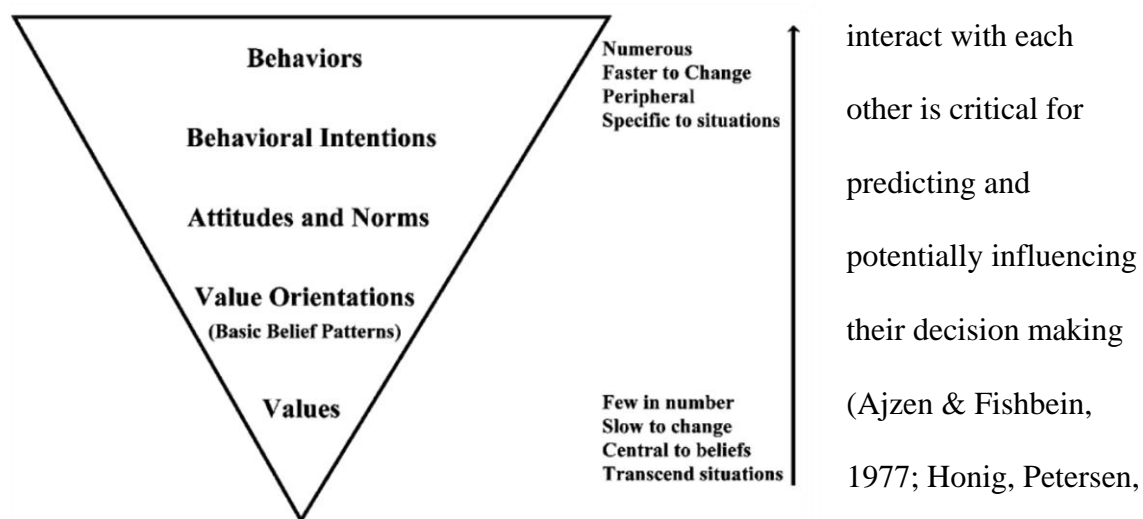 Behaviors
Behavioral Intentions
Attitudes and Norms
Value Orientations
(Basic Belief Patterns)
Values
Numerous
Faster to Change
Peripheral
Specific to situations
Few in number
Slow to change
Central to beliefs
Transcend situations
interact with each
other is critical for
predicting and
potentially influencing
their decision making
(Ajzen & Fishbein,
1977; Honig, Petersen,